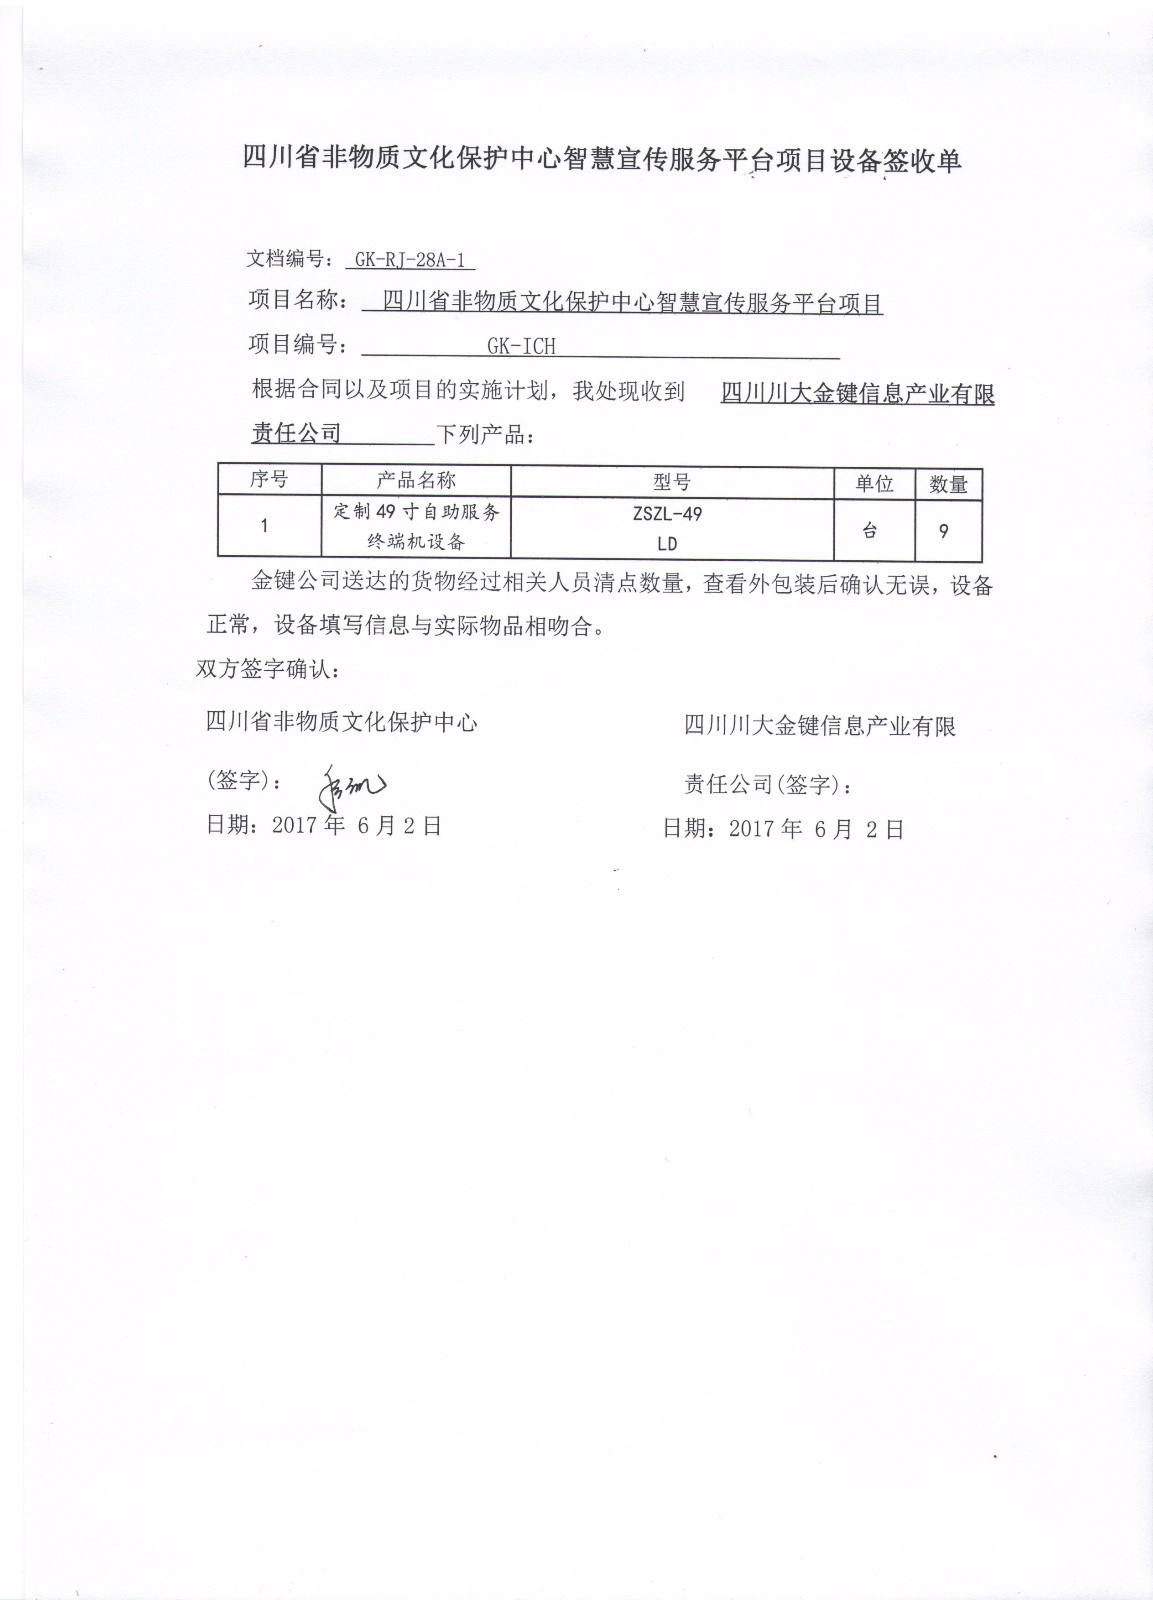 四川省非物质文化保护中心智慧宣传服务平台项目设备签收单
文档编号：GK-RJ-28A-1
项目名称：四川省非物质文化保护中心智慧宣传服务平台项目
项目编号：GK-ICH
根据合同以及项目的实施计划，我处现收到 四川川大金键信息产业有限
责任公司 下列产品：
序号 产品名称 型号 单位 数量
1 定制49寸自助服务 ZSZL-49 台 9
终端机设备 LD
金键公司送达的货物经过相关人员清点数量，查看外包装后确认无误，设备
正常，设备填写信息与实际物品相吻合。
双方签字确认：
四川省非物质文化保护中心 四川川大金键信息产业有限
(签字)： 责任公司(签字)：
日期：2017年 6月2日 日期：2017年 6月 2日